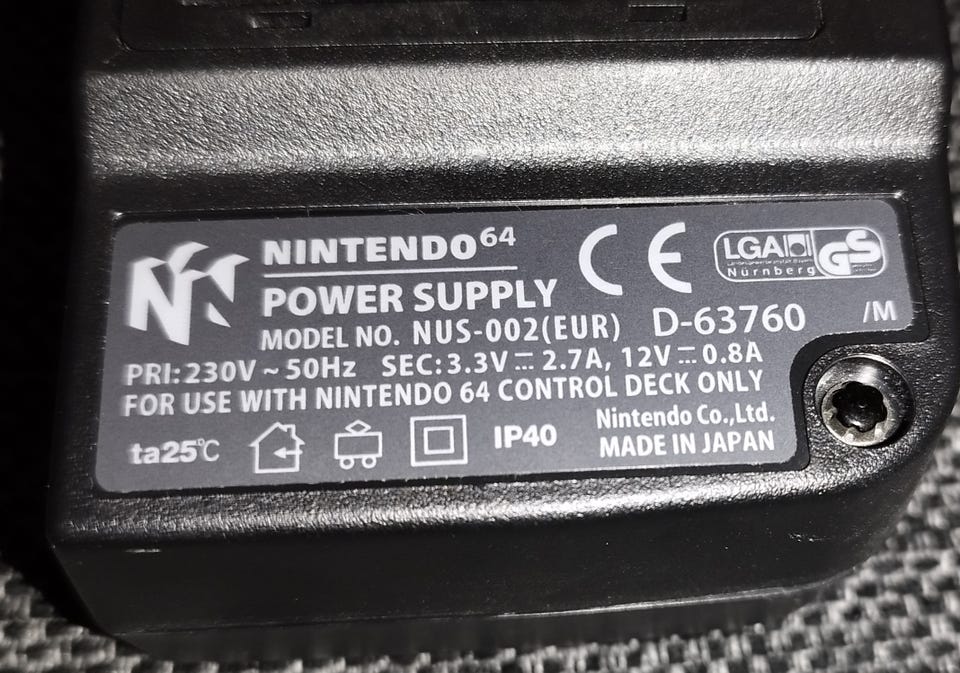 NINTENDO64
POWER SUPPLY
MODEL NO. NUS-002(EUR)
CE
LGA
Nürnberg
GS
D-63760
/M
PRI:230V ~ 50Hz SEC:3.3V ⎓ 2.7A, 12V ⎓ 0.8A
FOR USE WITH NINTENDO 64 CONTROL DECK ONLY
ta25℃
IP40
Nintendo Co.,Ltd.
MADE IN JAPAN